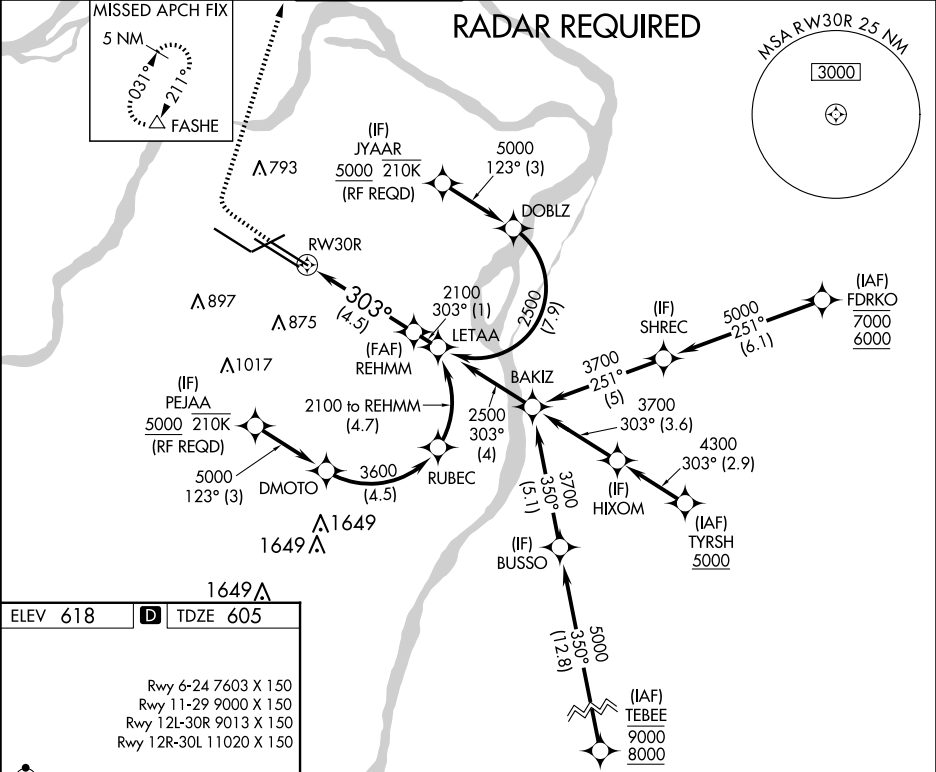 MISSED APCH FIX
5 NM
031°
211°
FASHE
RADAR REQUIRED
MSA RW30R 25 NM
3000
793
(IF)
JYAAR
5000 210K
(RF REQD)
5000
123° (3)
DOBLZ
RW30R
303°
(4.5)
2100
303° (1)
LETAA
2500
(7.9)
(FAF)
REHMM
897
875
1017
(IF)
SHREC
5000
251°
(6.1)
(IAF)
FDRKO
7000
6000
3700
251°
(5)
BAKIZ
(IF)
PEJAA
5000 210K
(RF REQD)
5000
123° (3)
DMOTO
3600
(4.5)
2100 to REHMM
(4.7)
RUBEC
2500
303°
(4)
3700
303° (3.6)
4300
303° (2.9)
(IF)
HIXOM
(IAF)
TYRSH
5000
3700
350°
(5.1)
(IF)
BUSSO
5000
350°
(12.8)
(IAF)
TEBEE
9000
8000
1649
1649
1649
ELEV 618 D TDZE 605
Rwy 6-24 7603 X 150
Rwy 11-29 9000 X 150
Rwy 12L-30R 9013 X 150
Rwy 12R-30L 11020 X 150